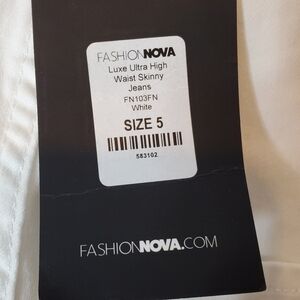 FASHIONNOVA
Luxe Ultra High
Waist Skinny
Jeans
FN103FN
White
SIZE 5
583102
FASHIONNOVA.COM